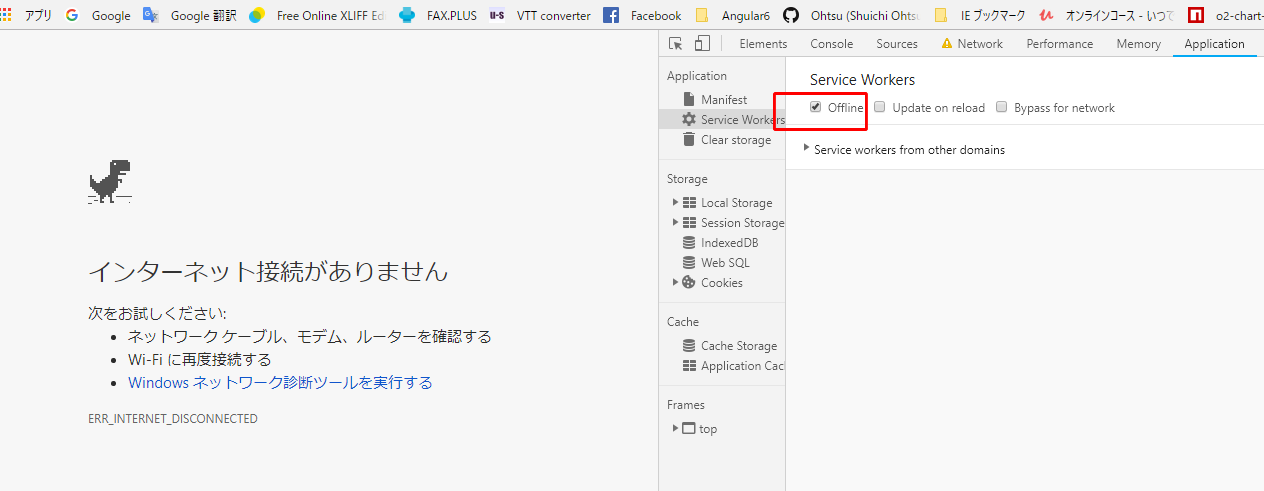 アプリ Google Google 翻訳 Free Online XLIFF Ed FAX.PLUS U-S VTT converter Facebook Angular6 Ohtsu (Shuichi Ohtsu IE ブックマーク オンラインコース - いつで o2-chart-
Elements Console Sources Network Performance Memory Application
Application
Manifest
Service Workers
Clear storage
Storage
Local Storage
Session Storage
IndexedDB
Web SQL
Cookies
Cache
Cache Storage
Application Cac
Frames
top
Service Workers
Offline Update on reload Bypass for network
Service workers from other domains
インターネット接続がありません
次をお試しください:
ネットワーク ケーブル、モデム、ルーターを確認する
Wi-Fi に再度接続する
Windows ネットワーク診断ツールを実行する
ERR_INTERNET_DISCONNECTED